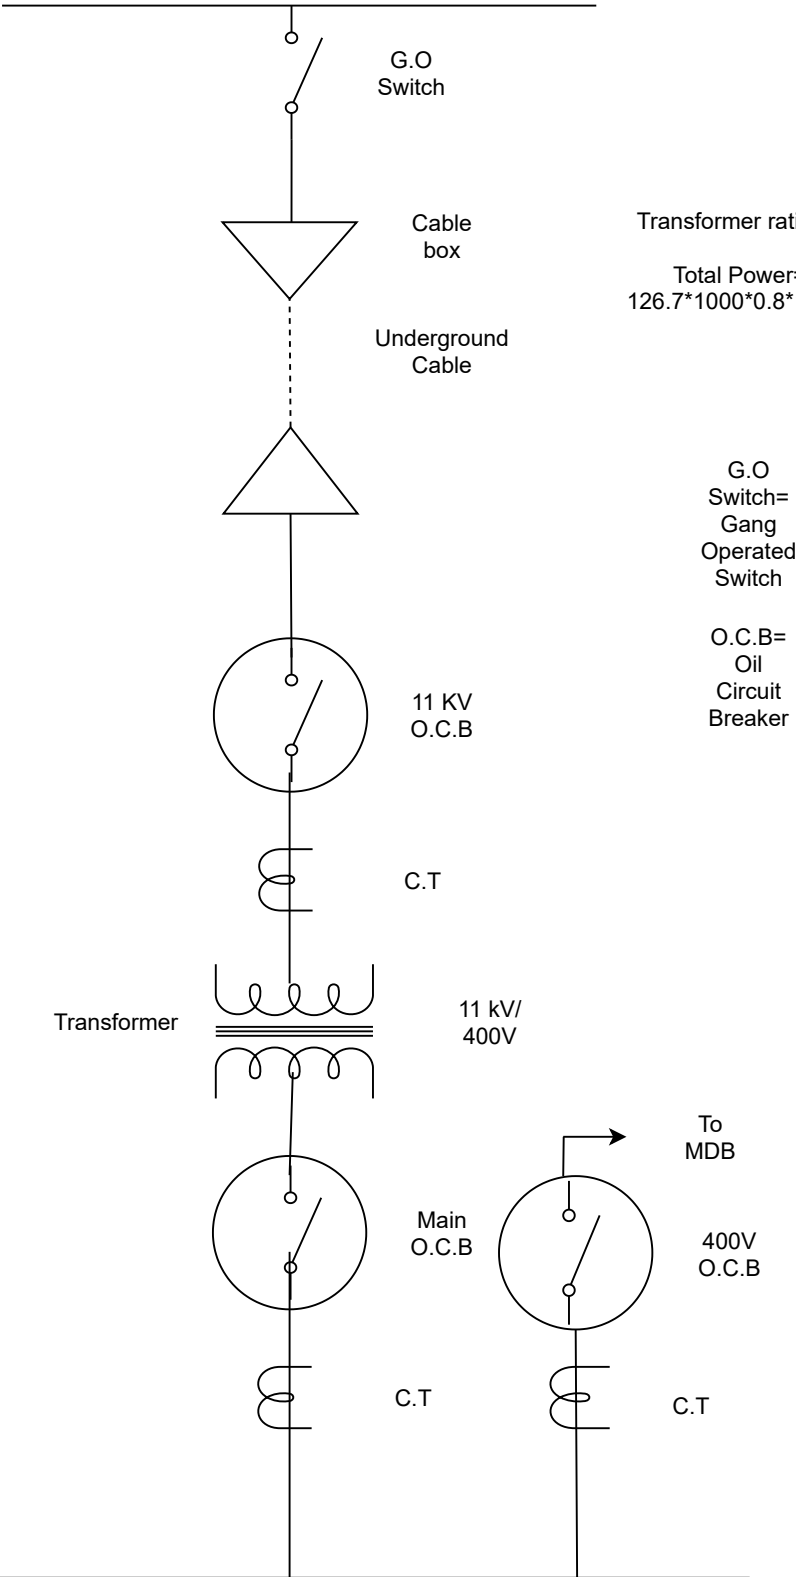 G.O
Switch
Cable
box
Transformer
Total Power=
126.7*1000*0.8*
Underground
Cable
G.O
Switch=
Gang
Operated
Switch
O.C.B=
Oil
Circuit
Breaker
11 KV
O.C.B
C.T
Transformer
11 kV/
400V
To
MDB
Main
O.C.B
400V
O.C.B
C.T
C.T